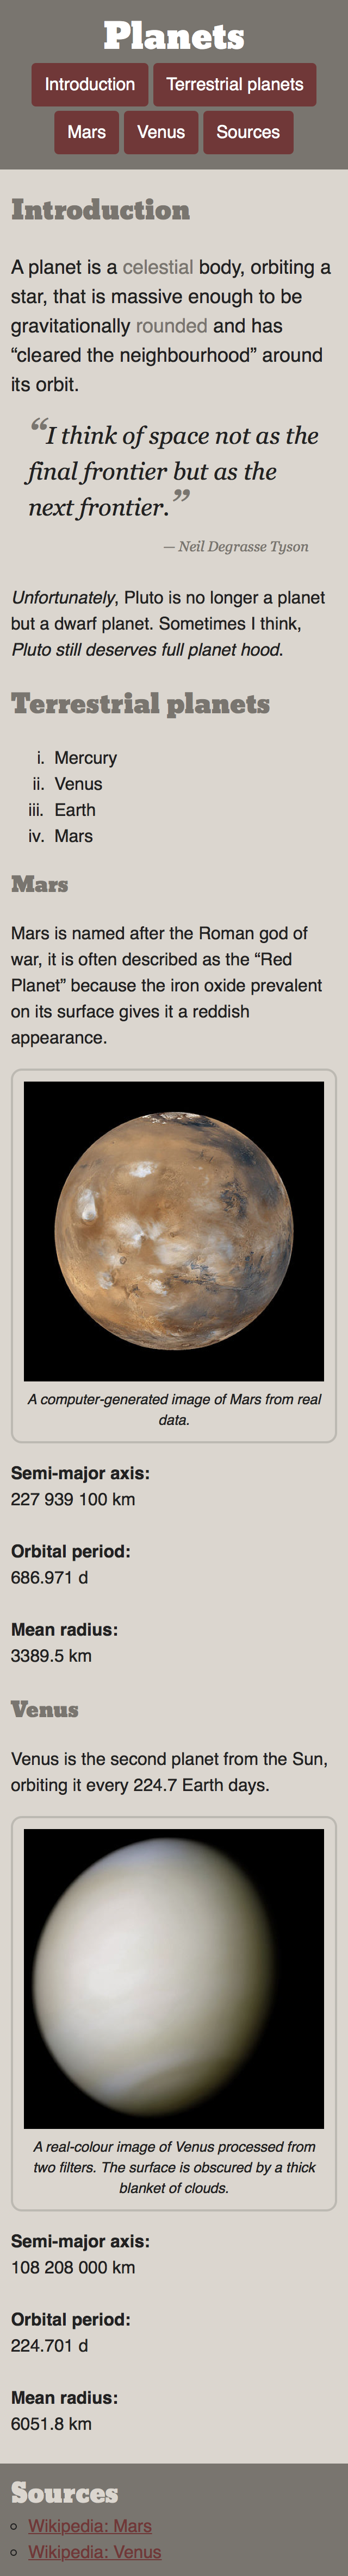 Planets
Introduction
Terrestrial planets
Mars
Venus
Sources
Introduction
A planet is a celestial body, orbiting a
star, that is massive enough to be
gravitationally rounded and has
“cleared the neighbourhood” around
its orbit.
“I think of space not as the
final frontier but as the
next frontier.”
— Neil Degrasse Tyson
Unfortunately, Pluto is no longer a planet
but a dwarf planet. Sometimes I think,
Pluto still deserves full planet hood.
Terrestrial planets
i. Mercury
ii. Venus
iii. Earth
iv. Mars
Mars
Mars is named after the Roman god of
war, it is often described as the “Red
Planet” because the iron oxide prevalent
on its surface gives it a reddish
appearance.
A computer-generated image of Mars from real
data.
Semi-major axis:
227 939 100 km
Orbital period:
686.971 d
Mean radius:
3389.5 km
Venus
Venus is the second planet from the Sun,
orbiting it every 224.7 Earth days.
A real-colour image of Venus processed from
two filters. The surface is obscured by a thick
blanket of clouds.
Semi-major axis:
108 208 000 km
Orbital period:
224.701 d
Mean radius:
6051.8 km
Sources
Wikipedia: Mars
Wikipedia: Venus